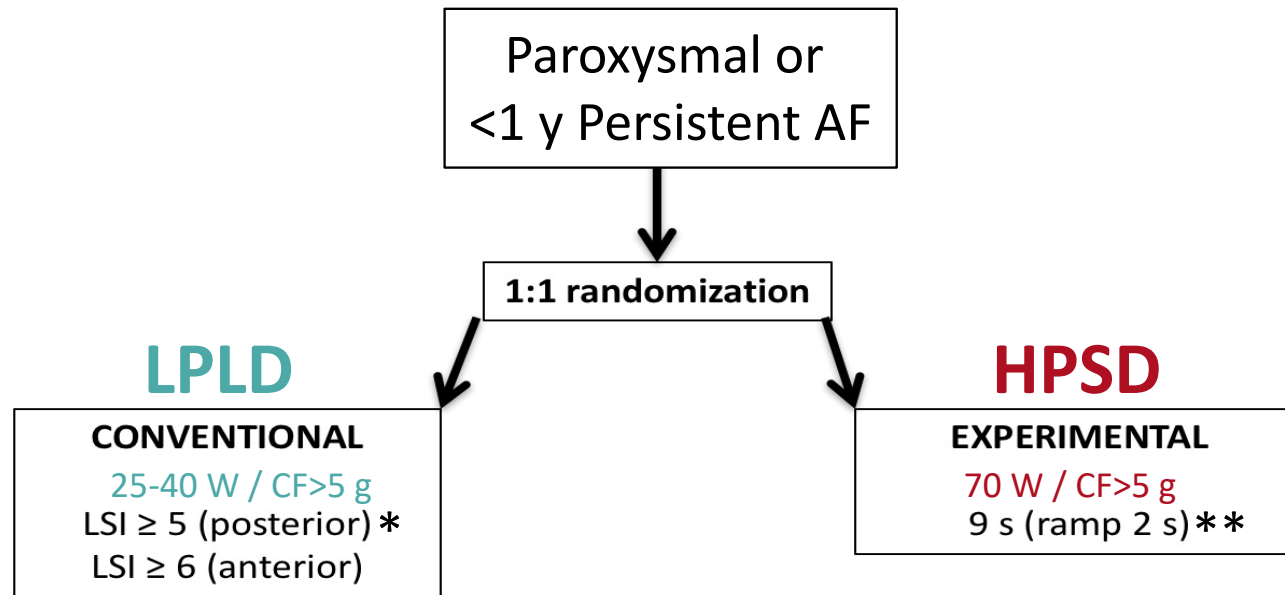 Paroxysmal or
<1 y Persistent AF
1:1 randomization
LPLD
CONVENTIONAL
25-40 W / CF>5 g
LSI ≥ 5 (posterior)*
LSI ≥ 6 (anterior)
HPSD
EXPERIMENTAL
70 W / CF>5 g
9 s (ramp 2 s)**